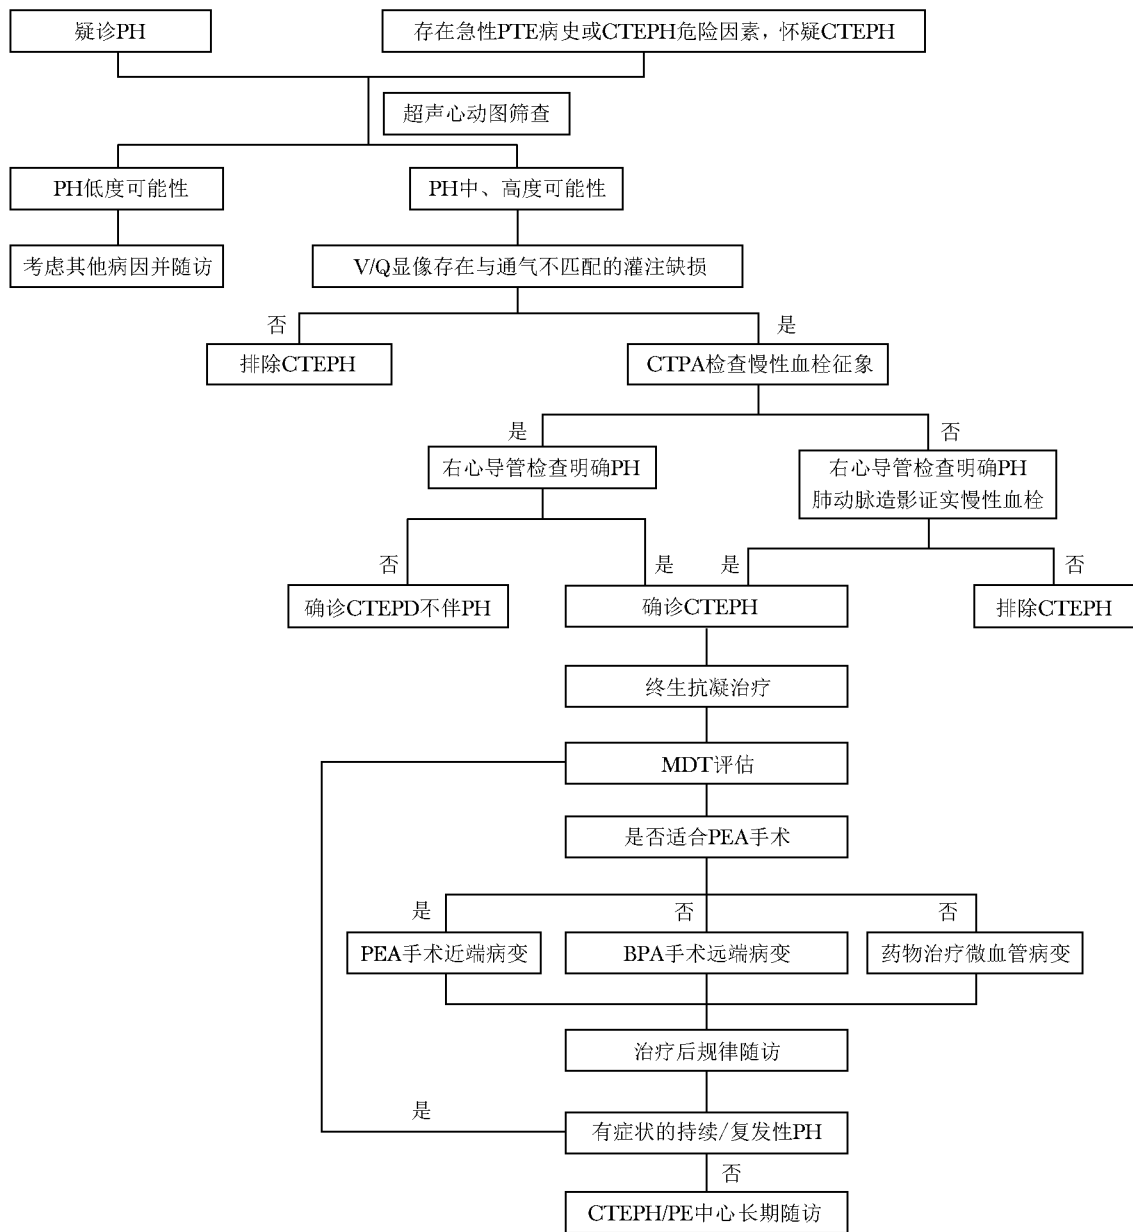 疑诊PH
存在急性PTE病史或CTEPH危险因素，怀疑CTEPH
超声心动图筛查
PH低度可能性
PH中、高度可能性
考虑其他病因并随访
V/Q显像存在与通气不匹配的灌注缺损
否
是
排除CTEPH
CTPA检查慢性血栓征象
是
否
右心导管检查明确PH
右心导管检查明确PH
肺动脉造影证实慢性血栓
否
是
是
否
确诊CTEPD不伴PH
确诊CTEPH
排除CTEPH
终生抗凝治疗
MDT评估
是否适合PEA手术
是
否
否
PEA手术近端病变
BPA手术远端病变
药物治疗微血管病变
治疗后规律随访
是
有症状的持续/复发性PH
否
CTEPH/PE中心长期随访